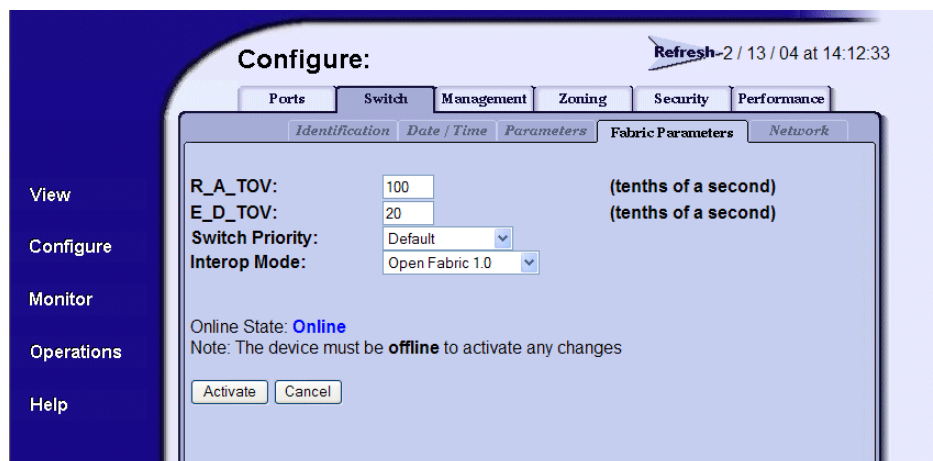 Configure:
Refresh-2 / 13 / 04 at 14:12:33
Ports Switch Management Zoning Security Performance
Identification Date / Time Parameters Fabric Parameters Network
View
Configure
Monitor
Operations
Help
R_A_TOV: 100 (tenths of a second)
E_D_TOV: 20 (tenths of a second)
Switch Priority: Default
Interop Mode: Open Fabric 1.0
Online State: Online
Note: The device must be offline to activate any changes
Activate Cancel